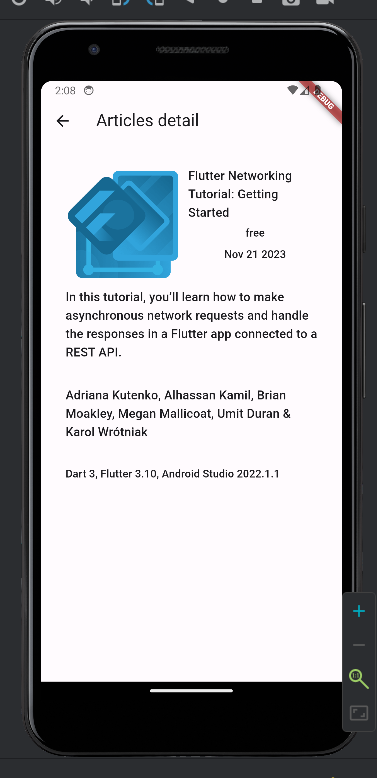 2:08
DEBUG
Articles detail
Flutter Networking
Tutorial: Getting
Started
free
Nov 21 2023
In this tutorial, you'll learn how to make
asynchronous network requests and handle
the responses in a Flutter app connected to a
REST API.
Adriana Kutenko, Alhassan Kamil, Brian
Moakley, Megan Mallicoat, Umit Duran &
Karol Wrótniak
Dart 3, Flutter 3.10, Android Studio 2022.1.1